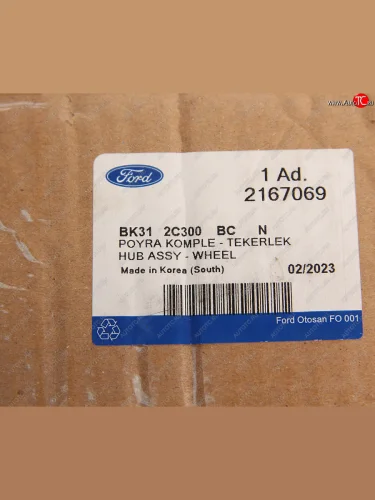 Ford
1 Ad.
2167069
BK31 2C300 BC N
POYRA KOMPLE - TEKERLEK
HUB ASSY - WHEEL
Made in Korea (South)
02/2023
Ford Otosan FO 001